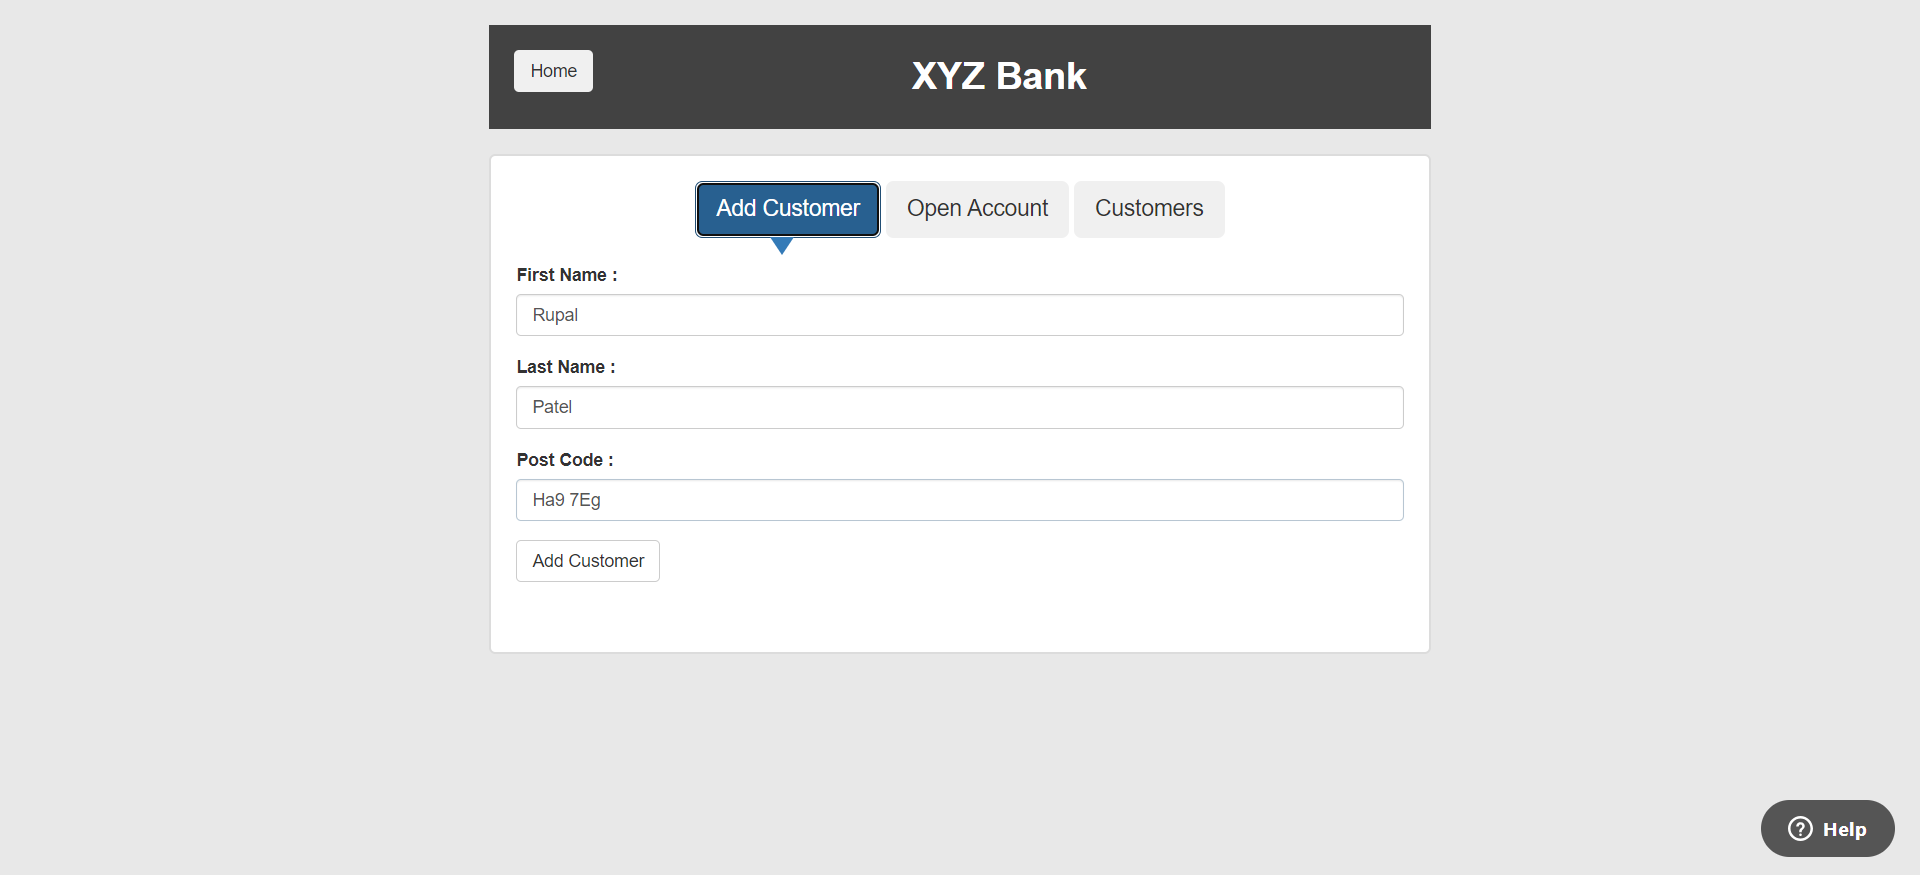 Home
XYZ Bank
Add Customer Open Account Customers
First Name :
Rupal
Last Name :
Patel
Post Code :
Ha9 7Eg
Add Customer
? Help